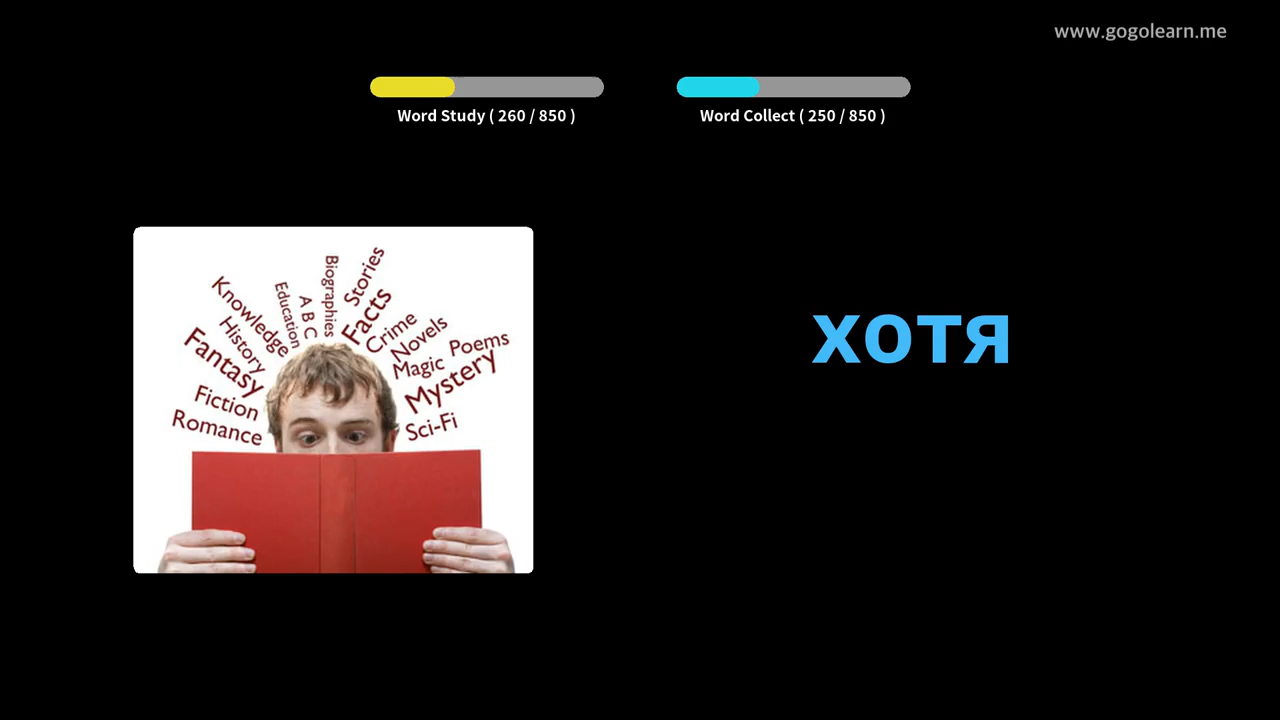 www.gogolearn.me
Word Study ( 260 / 850 )
Word Collect ( 250 / 850 )
Biographies
Stories
Knowledge
Education
A B C
Facts
Crime
History
Novels
Poems
Fantasy
Magic
Mystery
Fiction
Romance
Sci-Fi
хотя